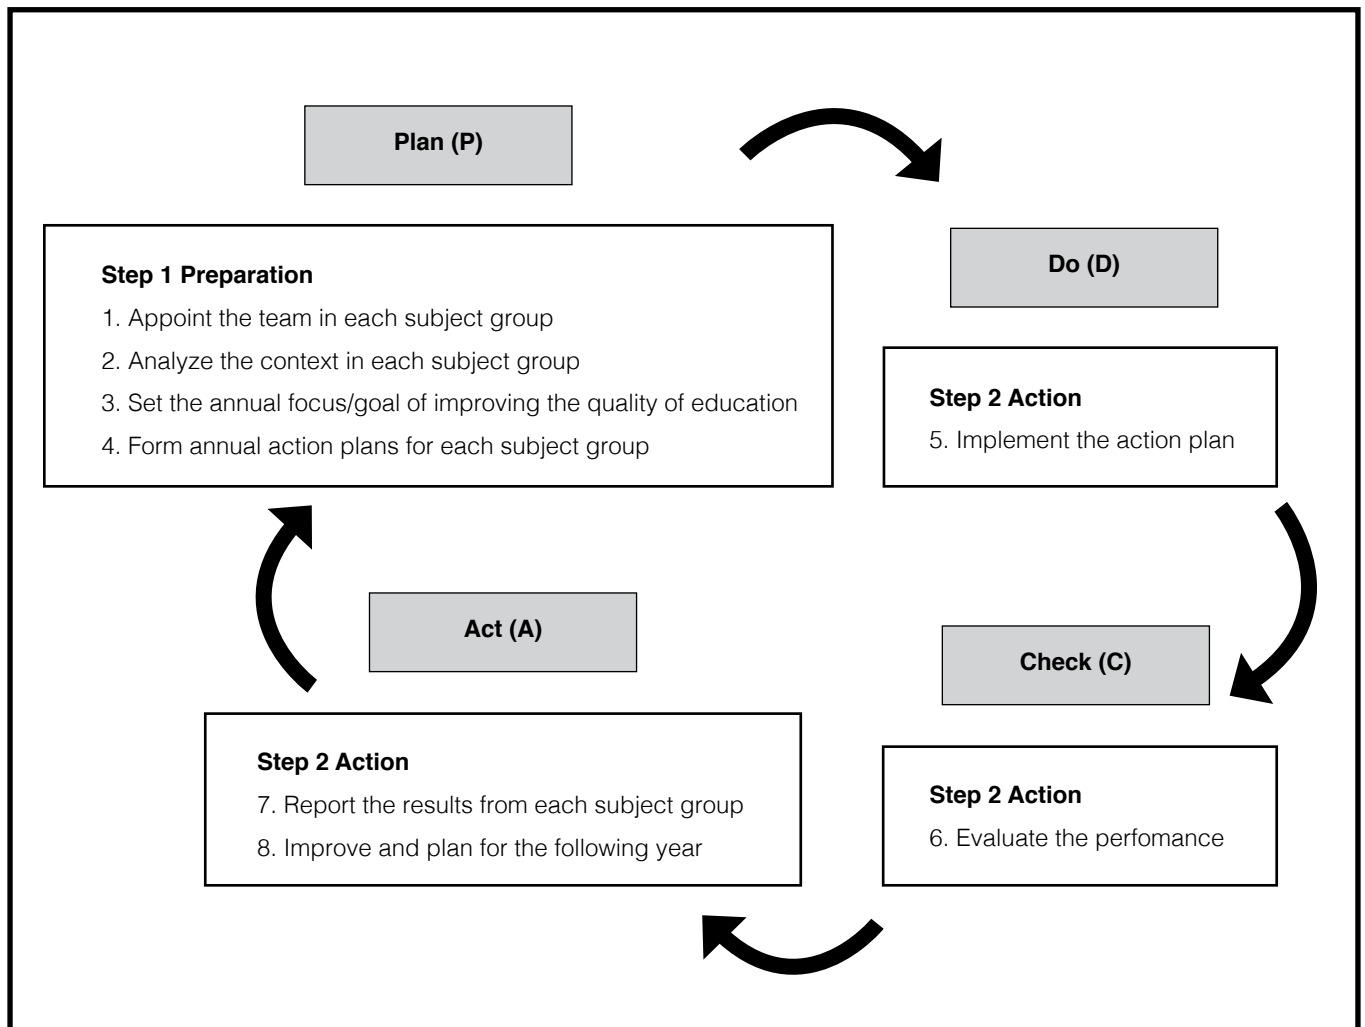 Plan (P)
Step 1 Preparation
1. Appoint the team in each subject group
2. Analyze the context in each subject group
3. Set the annual focus/goal of improving the quality of education
4. Form annual action plans for each subject group
Do (D)
Step 2 Action
5. Implement the action plan
Check (C)
Step 2 Action
6. Evaluate the perfomance
Act (A)
Step 2 Action
7. Report the results from each subject group
8. Improve and plan for the following year